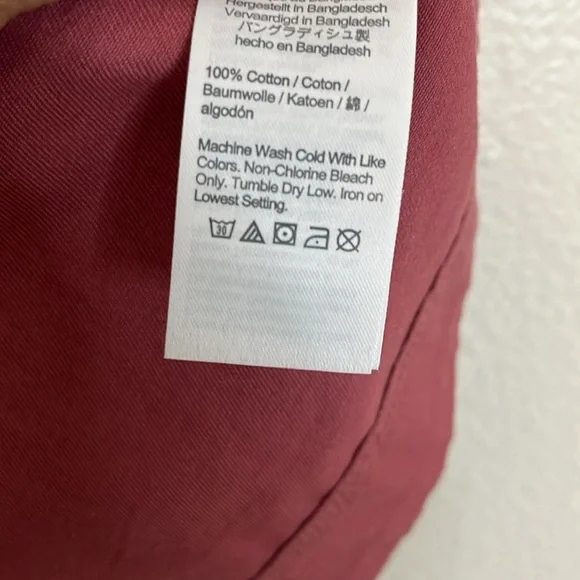 Hergestellt in Bangladesch
Vervaardigd in Bangladesh
バングラディシュ製
hecho en Bangladesh
100% Cotton / Coton /
Baumwolle / Katoen / 綿 /
algodón
Machine Wash Cold With Like
Colors. Non-Chlorine Bleach
Only. Tumble Dry Low. Iron on
Lowest Setting.
30